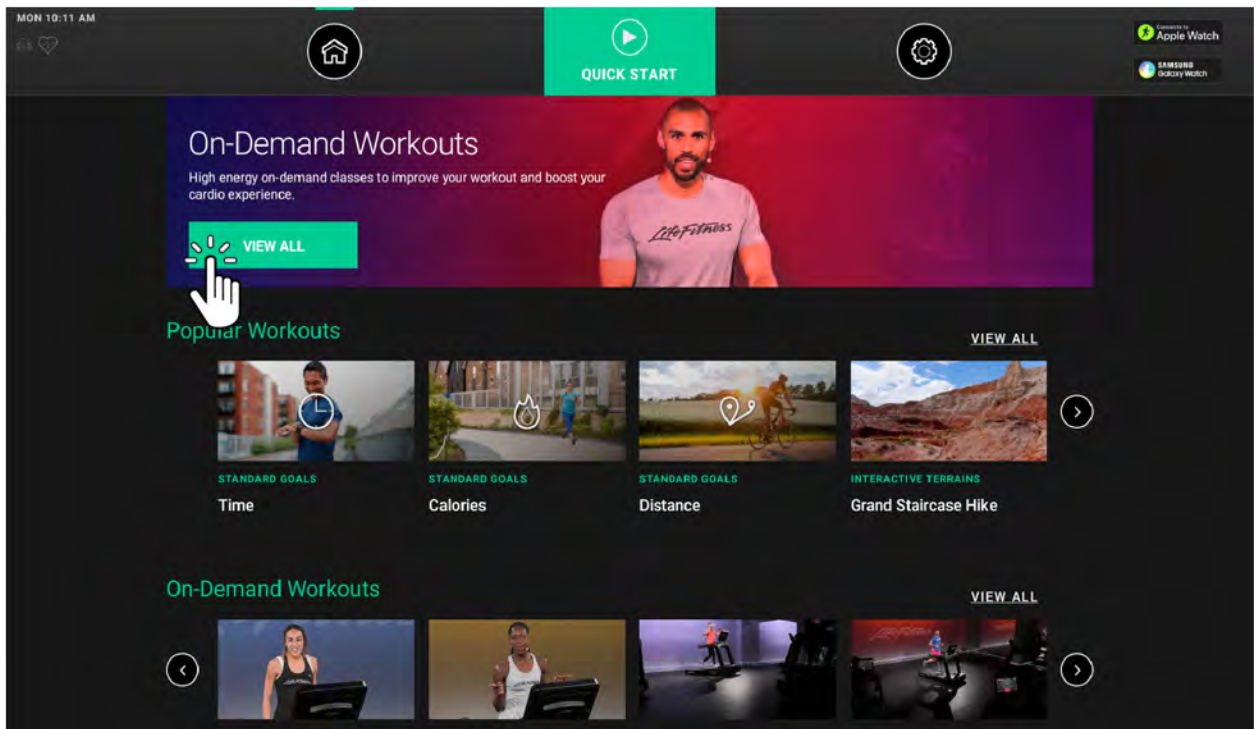 MON 10:11 AM
QUICK START
Connects to
Apple Watch
SAMSUNG
Galaxy Watch
On-Demand Workouts
High energy on-demand classes to improve your workout and boost your
cardio experience.
VIEW ALL
LifeFitness
Popular Workouts
VIEW ALL
STANDARD GOALS
Time
STANDARD GOALS
Calories
STANDARD GOALS
Distance
INTERACTIVE TERRAINS
Grand Staircase Hike
On-Demand Workouts
VIEW ALL